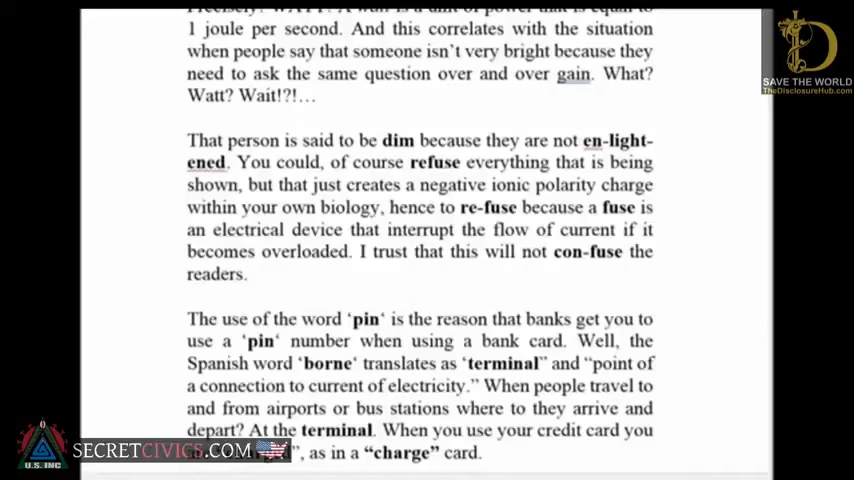 1 joule per second. And this correlates with the situation
when people say that someone isn't very bright because they
need to ask the same question over and over gain. What?
Watt? Wait!?!...
That person is said to be dim because they are not en-light-
ened. You could, of course refuse everything that is being
shown, but that just creates a negative ionic polarity charge
within your own biology, hence to re-fuse because a fuse is
an electrical device that interrupt the flow of current if it
becomes overloaded. I trust that this will not con-fuse the
readers.
The use of the word 'pin' is the reason that banks get you to
use a 'pin' number when using a bank card. Well, the
Spanish word 'borne' translates as 'terminal" and "point of
a connection to current of electricity." When people travel to
and from airports or bus stations where to they arrive and
depart? At the terminal. When you use your credit card you
", as in a "charge" card.
SAVE THE WORLD
TheDisclosureHub.com
U.S. INC
SECRETCIVICS.COM